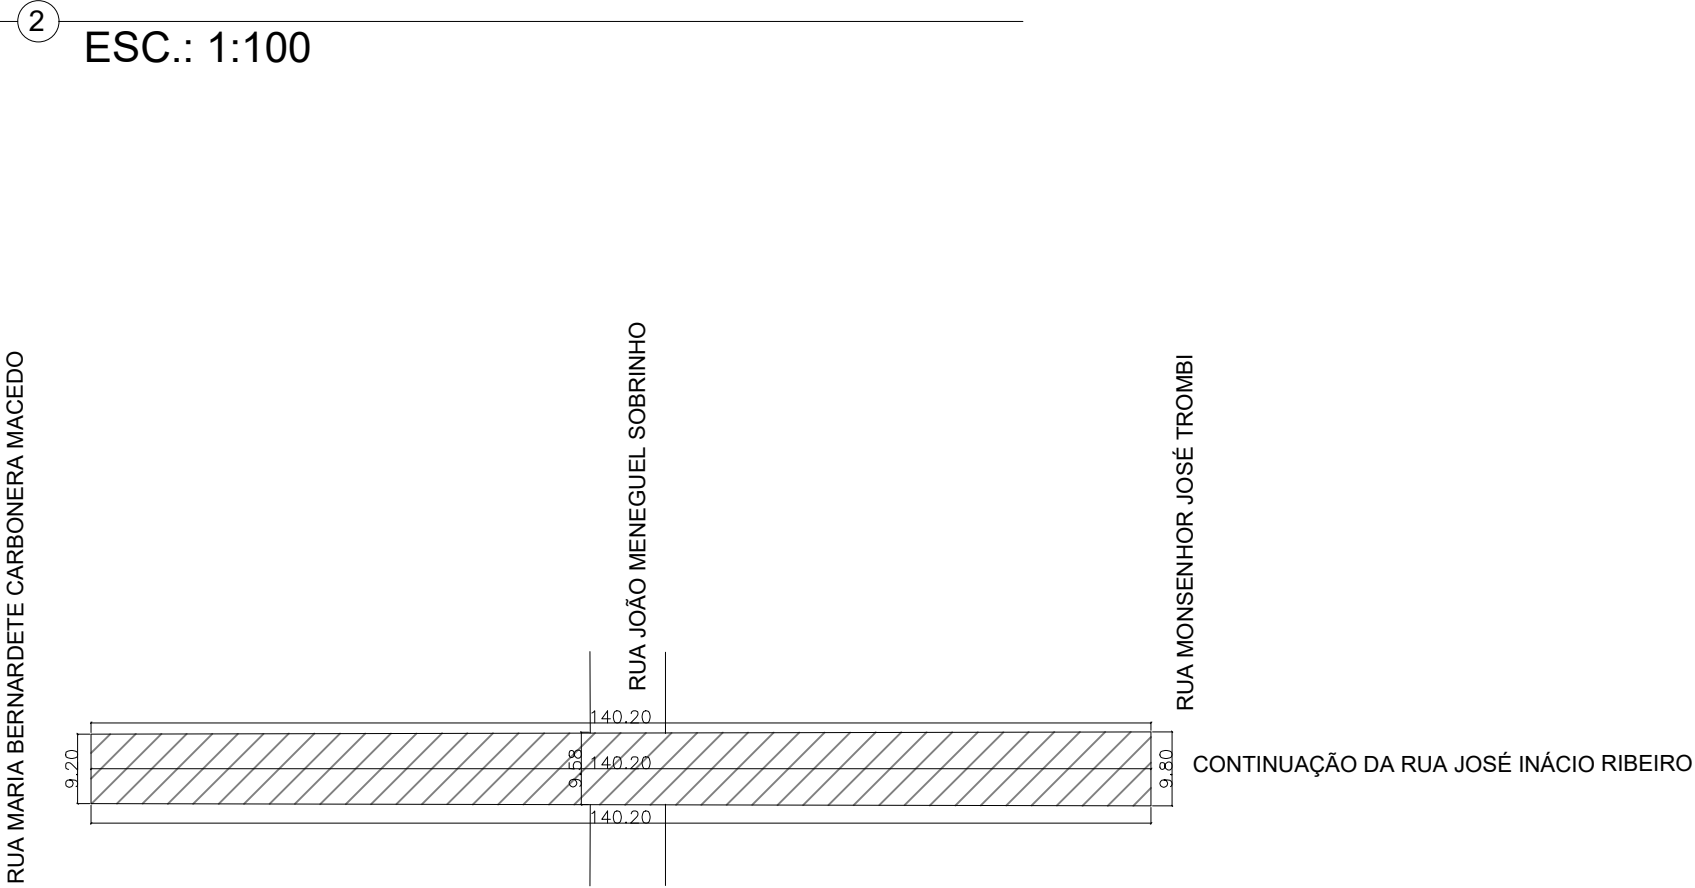 2
ESC.: 1:100
RUA MARIA BERNARDETE CARBONERA MACEDO
RUA JOÃO MENEGUEL SOBRINHO
RUA MONSENHOR JOSÉ TROMBI
140.20
9.20
9.58
140.20
9.80
CONTINUAÇÃO DA RUA JOSÉ INÁCIO RIBEIRO
140.20